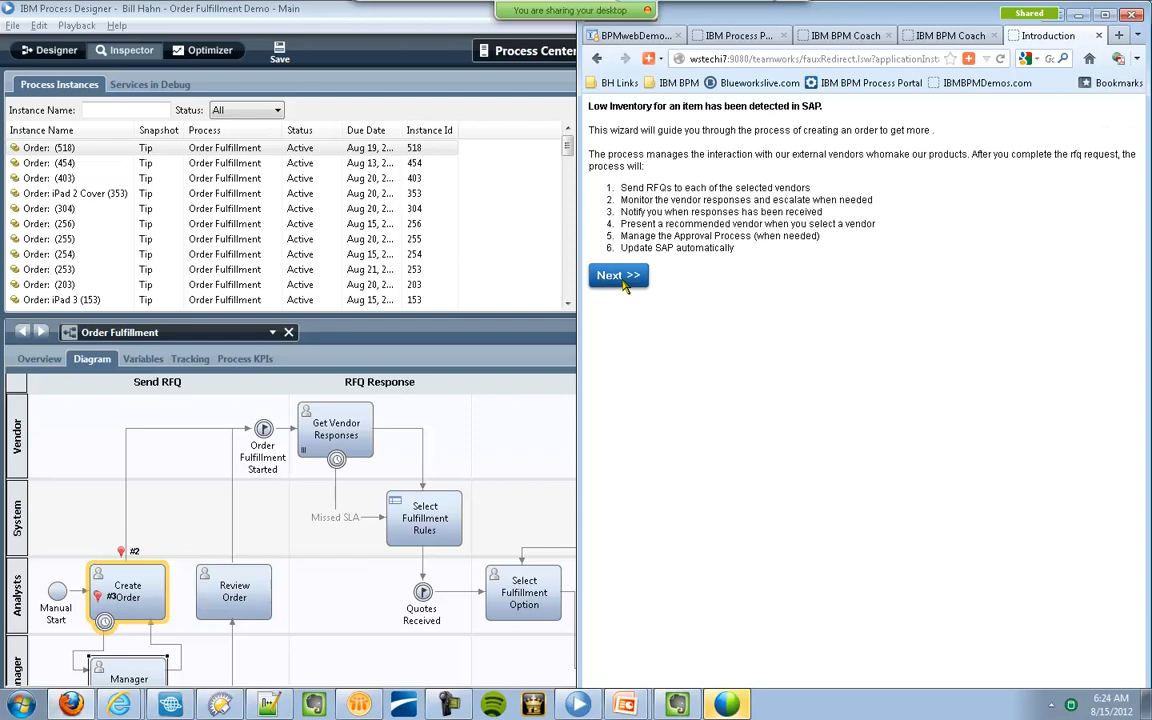 IBM Process Designer - Bill Hahn - Order Fulfillment Demo - Main
File Edit Playback Help
Designer Inspector Optimizer
Save
Process Center
Process Instances Services in Debug
Instance Name: Status: All
Instance Name Snapshot Process Status Due Date Instance Id
Order: (518) Tip Order Fulfillment Active Aug 19, 2... 518
Order: (454) Tip Order Fulfillment Active Aug 13, 2... 454
Order: (403) Tip Order Fulfillment Active Aug 20, 2... 403
Order: iPad 2 Cover (353) Tip Order Fulfillment Active Aug 20, 2... 353
Order: (304) Tip Order Fulfillment Active Aug 20, 2... 304
Order: (256) Tip Order Fulfillment Active Aug 15, 2... 256
Order: (255) Tip Order Fulfillment Active Aug 20, 2... 255
Order: (254) Tip Order Fulfillment Active Aug 15, 2... 254
Order: (253) Tip Order Fulfillment Active Aug 21, 2... 253
Order: (203) Tip Order Fulfillment Active Aug 20, 2... 203
Order: iPad 3 (153) Tip Order Fulfillment Active Aug 15, 2... 153
Order Fulfillment
Overview Diagram Variables Tracking Process KPIs
Send RFQ RFQ Response
Vendor
Order
Fulfillment
Started
Get Vendor
Responses
System
Missed SLA
Select
Fulfillment
Rules
Analysts
#2
Manual
Start
Create
#3 Order
Review
Order
Quotes
Received
Select
Fulfillment
Option
Manager
You are sharing your desktop
Shared
BPMwebDemo... IBM Process P... IBM BPM Coach IBM BPM Coach Introduction
wstechi7:9080/teamworks/fauxRedirect.lsw?applicationInst
Go
BH Links IBM BPM Blueworkslive.com IBM BPM Process Portal IBMBPMDemos.com Bookmarks
Low Inventory for an item has been detected in SAP.
This wizard will guide you through the process of creating an order to get more .
The process manages the interaction with our external vendors whomake our products. After you complete the rfq request, the
process will:
1. Send RFQs to each of the selected vendors
2. Monitor the vendor responses and escalate when needed
3. Notify you when responses has been received
4. Present a recommended vendor when you select a vendor
5. Manage the Approval Process (when needed)
6. Update SAP automatically
Next >>
6:24 AM
8/15/2012